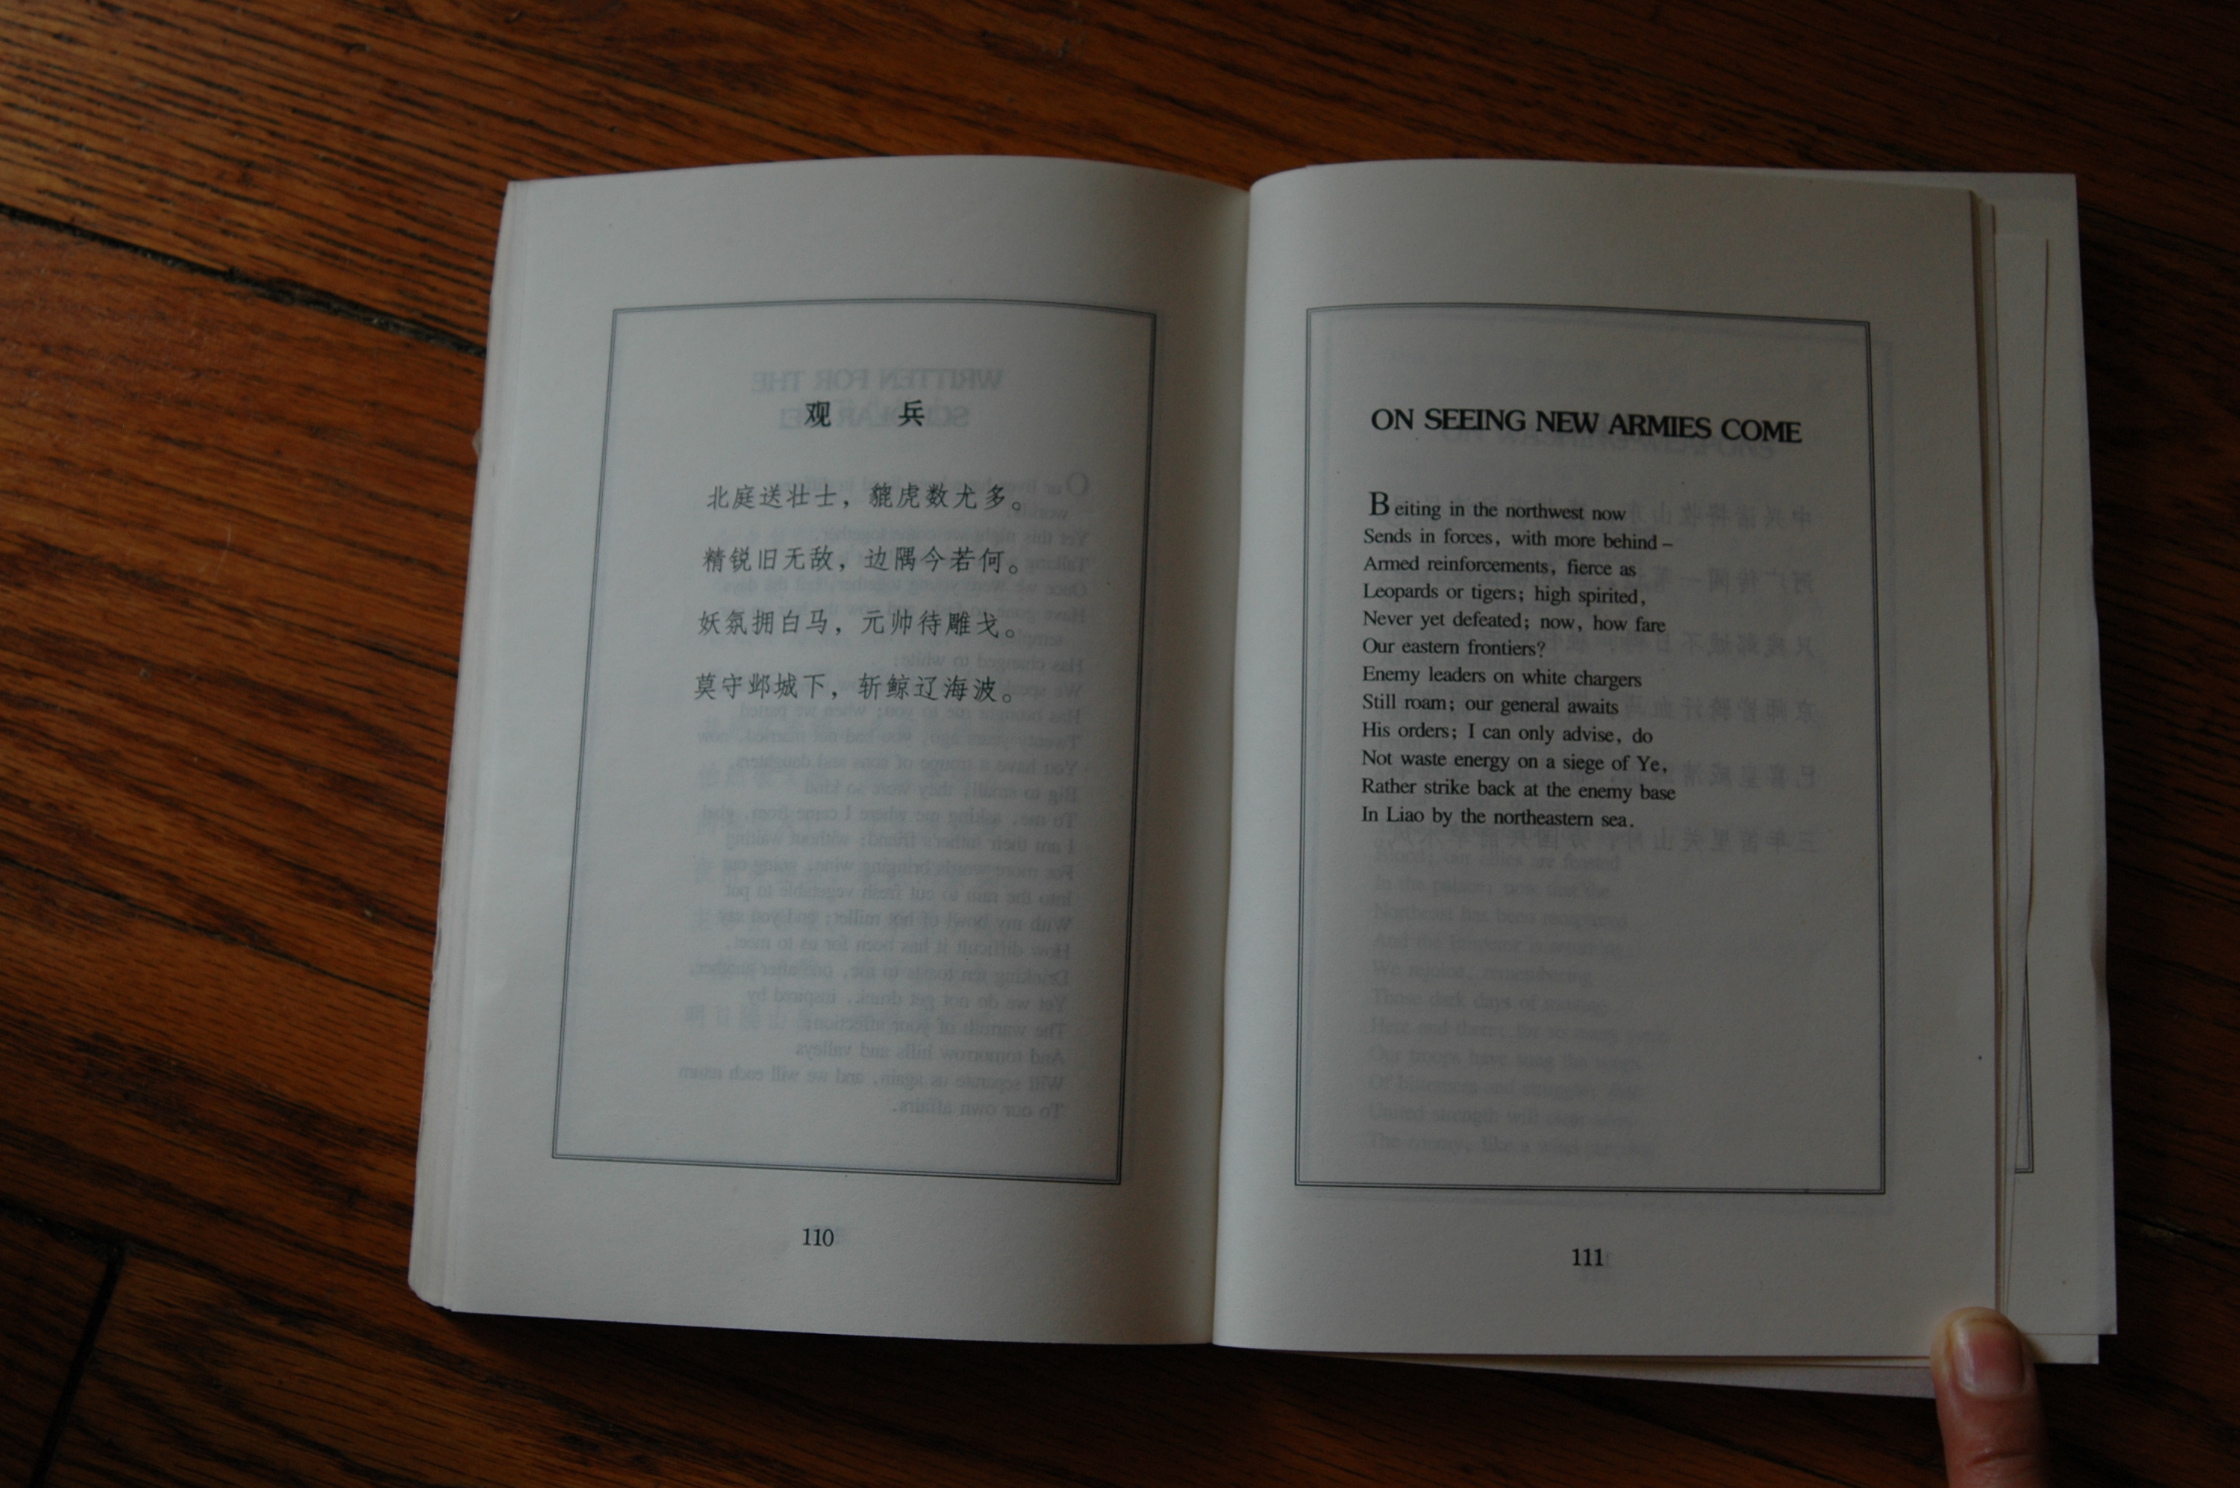 观 兵
北庭送壮士，貔虎数尤多。
精锐旧无敌，边隅今若何。
妖氛拥白马，元帅待雕戈。
莫守邺城下，斩鲸辽海波。
110
ON SEEING NEW ARMIES COME
Beiting in the northwest now
Sends in forces, with more behind –
Armed reinforcements, fierce as
Leopards or tigers; high spirited,
Never yet defeated; now, how fare
Our eastern frontiers?
Enemy leaders on white chargers
Still roam; our general awaits
His orders; I can only advise, do
Not waste energy on a siege of Ye,
Rather strike back at the enemy base
In Liao by the northeastern sea.
111